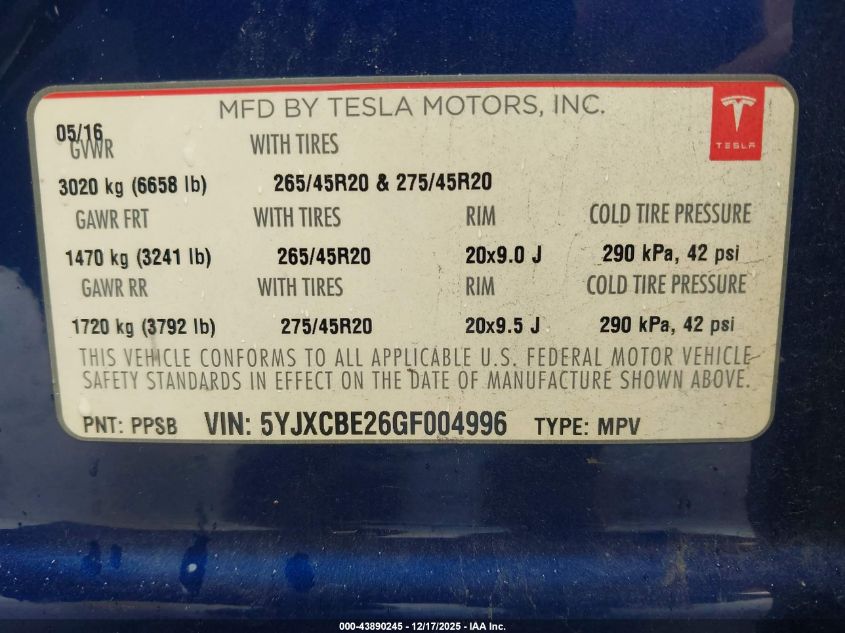 MFD BY TESLA MOTORS, INC.
TESLA
05/16
GVWR WITH TIRES
3020 kg (6658 lb) 265/45R20 & 275/45R20
GAWR FRT WITH TIRES RIM COLD TIRE PRESSURE
1470 kg (3241 lb) 265/45R20 20x9.0 J 290 kPa, 42 psi
GAWR RR WITH TIRES RIM COLD TIRE PRESSURE
1720 kg (3792 lb) 275/45R20 20x9.5 J 290 kPa, 42 psi
THIS VEHICLE CONFORMS TO ALL APPLICABLE U.S. FEDERAL MOTOR VEHICLE
SAFETY STANDARDS IN EFFECT ON THE DATE OF MANUFACTURE SHOWN ABOVE.
PNT: PPSB VIN: 5YJXCBE26GF004996 TYPE: MPV
000-43890245 - 12/17/2025 - IAA Inc.